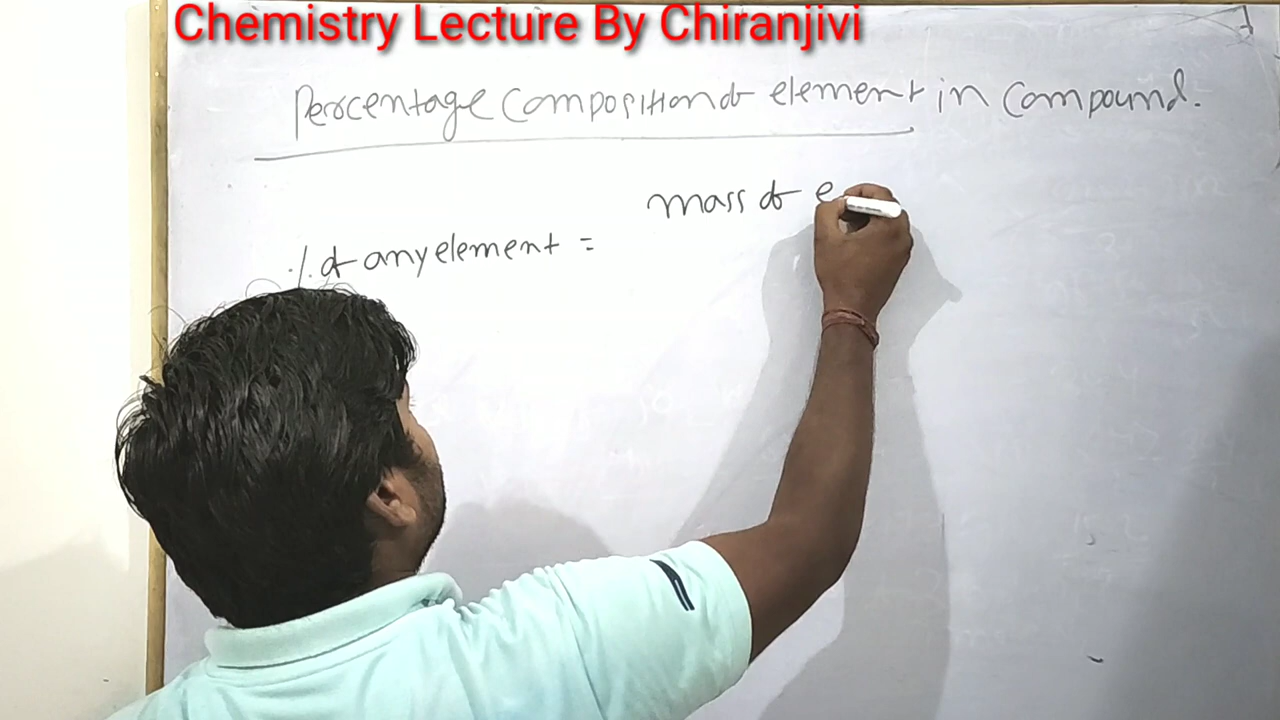 Chemistry Lecture By Chiranjivi
Percentage composition of element in compound.
mass of e
% of any element =